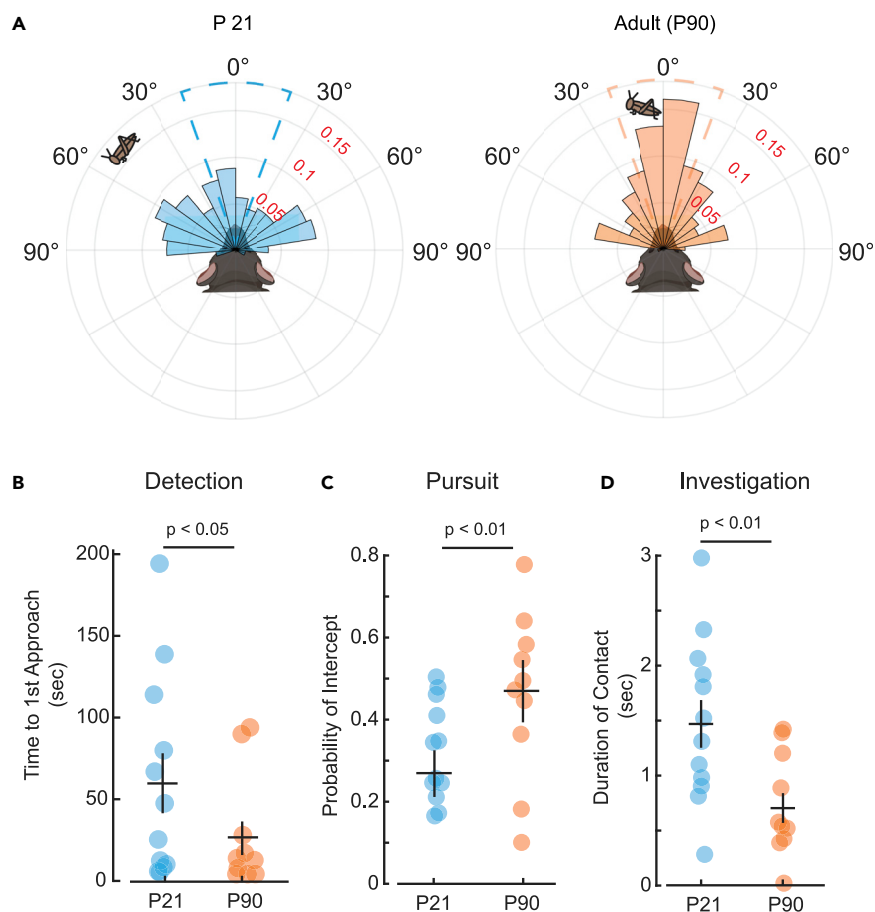 A
P 21
Adult (P90)
0°
30°
30°
60°
60°
90°
90°
0.15
0.1
0.05
0°
30°
30°
60°
60°
90°
90°
0.15
0.1
0.05
B
Detection
p < 0.05
Time to 1st Approach
(sec)
200
150
100
50
0
P21
P90
C
Pursuit
p < 0.01
Probability of Intercept
0.8
0.6
0.4
0.2
0
P21
P90
D
Investigation
p < 0.01
Duration of Contact
(sec)
3
2
1
0
P21
P90